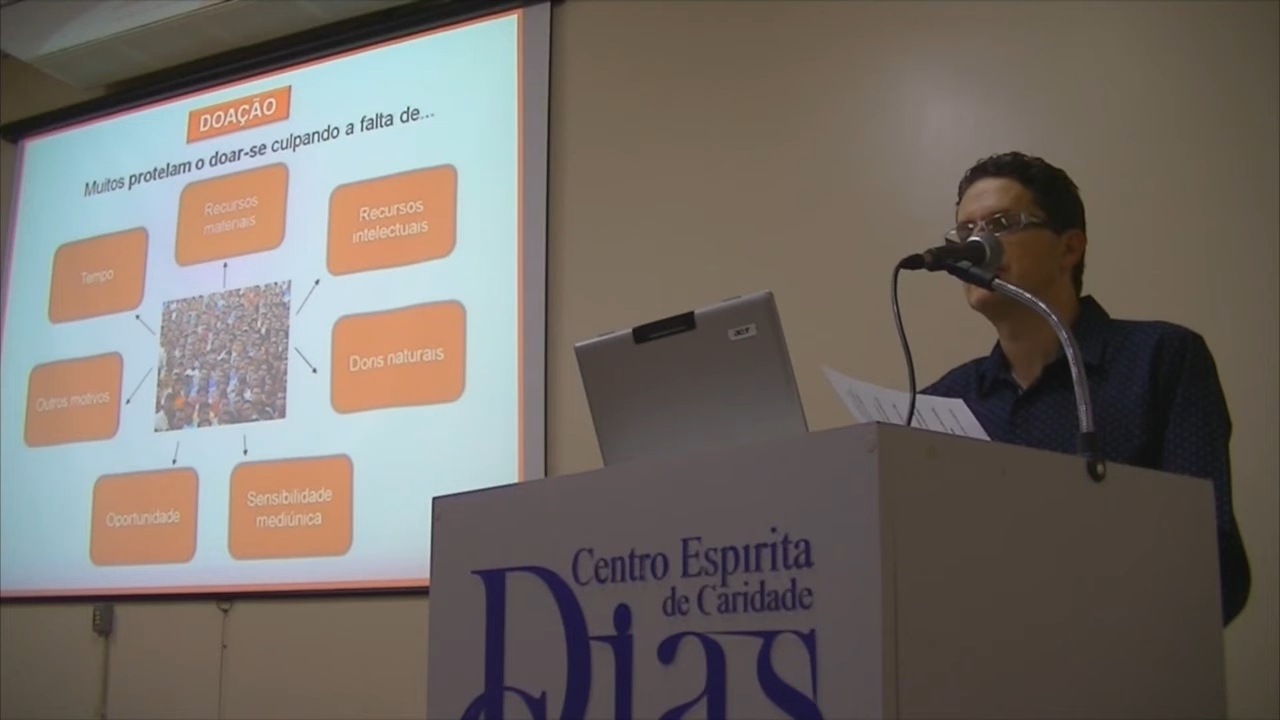 DOAÇÃO
Muitos protelam o doar-se culpando a falta de...
Recursos
materiais
Recursos
intelectuais
Tempo
Dons naturais
Outros motivos
Oportunidade
Sensibilidade
mediúnica
acer
Centro Espírita
de Caridade
Dias